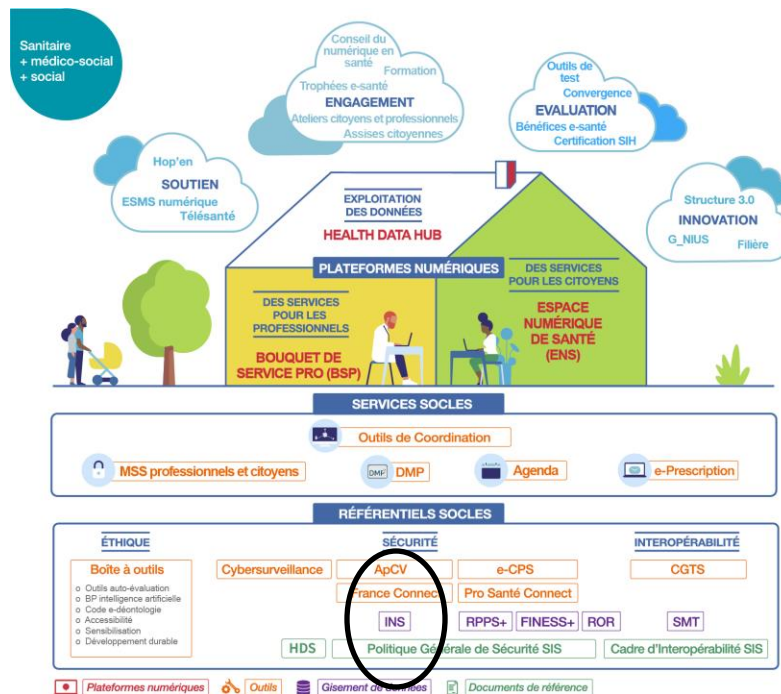 Sanitaire
+ médico-social
+ social
Conseil du
numérique en
santé
Formation
Trophées e-santé
ENGAGEMENT
Ateliers citoyens et professionnels
Assises citoyennes
Outils de
test
Convergence
EVALUATION
Bénéfices e-santé
Certification SIH
Hop'en
SOUTIEN
ESMS numérique
Télésanté
Structure 3.0
INNOVATION
G_NIUS
Filière
EXPLOITATION
DES DONNÉES
HEALTH DATA HUB
PLATEFORMES NUMÉRIQUES
DES SERVICES
POUR LES
PROFESSIONNELS
BOUQUET DE
SERVICE PRO (BSP)
DES SERVICES
POUR LES CITOYENS
ESPACE
NUMÉRIQUE
DE SANTÉ
(ENS)
SERVICES SOCLES
Outils de Coordination
MSS professionnels et citoyens
DMP DMP
Agenda
e-Prescription
RÉFÉRENTIELS SOCLES
ÉTHIQUE
Boîte à outils
o Outils auto-évaluation
o BP intelligence artificielle
o Code e-déontologie
o Accessibilité
o Sensibilisation
o Développement durable
SÉCURITÉ
Cybersurveillance
ApCV
e-CPS
France Connect
Pro Santé Connect
INS
RPPS+
FINESS+
ROR
HDS
Politique Générale de Sécurité SIS
INTEROPÉRABILITÉ
CGTS
SMT
Cadre d'Interopérabilité SIS
Plateformes numériques
Outils
Gisement de données
Documents de référence